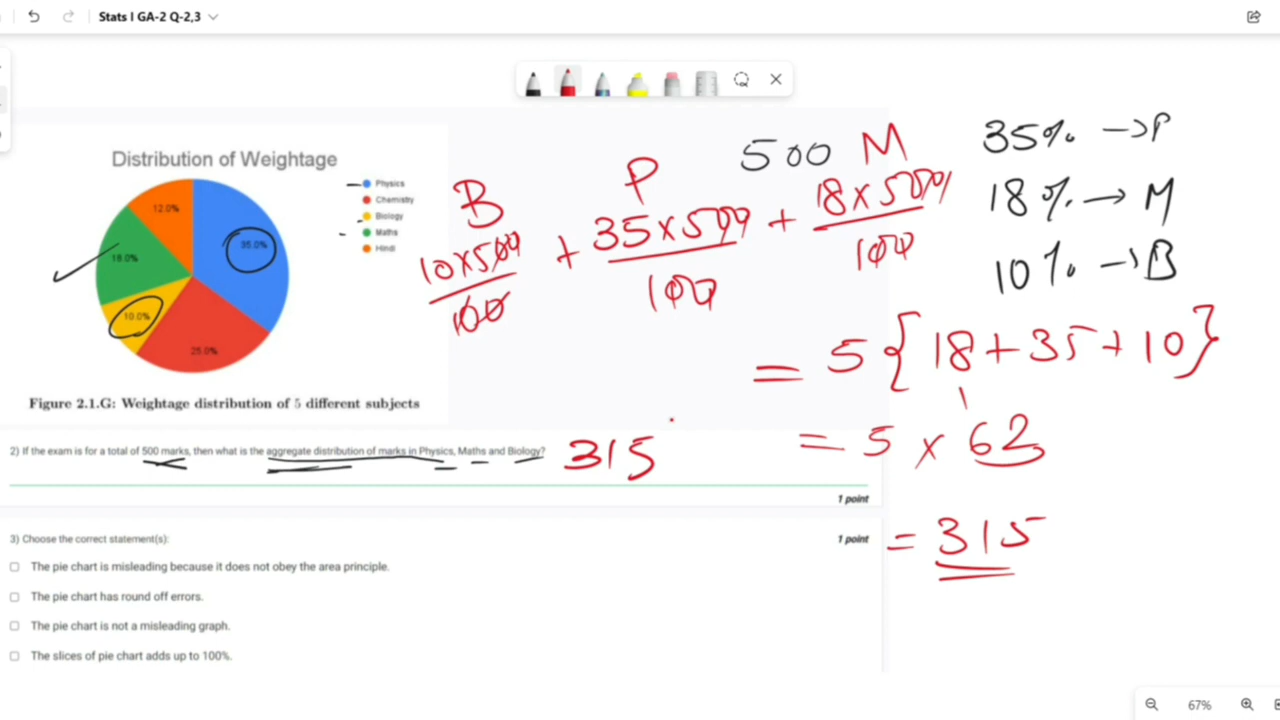 Stats I GA-2 Q-2,3
Distribution of Weightage
Physics
Chemistry
Biology
Maths
Hindi
12.0%
35.0%
18.0%
10.0%
25.0%
Figure 2.1.G: Weightage distribution of 5 different subjects
B P 500 M
10×500/100 + 35×500/100 + 18×500/100
35% → P
18% → M
10% → B
= 5 { 18 + 35 + 10 }
= 5 × 62
= 315
2) If the exam is for a total of 500 marks, then what is the aggregate distribution of marks in Physics, Maths and Biology? 315
1 point
3) Choose the correct statement(s): 1 point
The pie chart is misleading because it does not obey the area principle.
The pie chart has round off errors.
The pie chart is not a misleading graph.
The slices of pie chart adds up to 100%.
67%